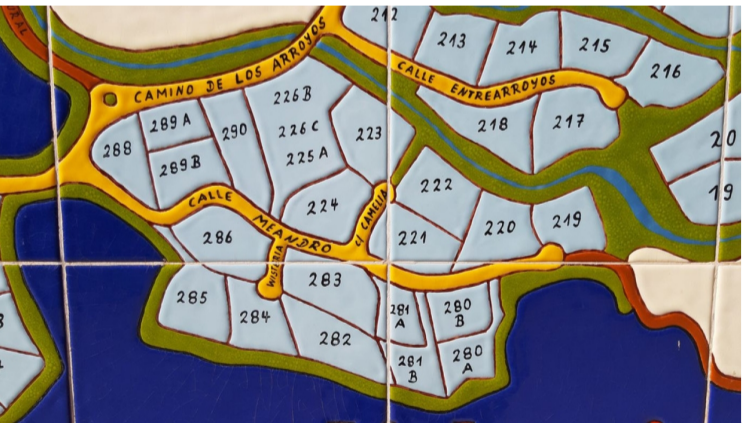 212
213
214
215
216
CAMINO DE LOS ARROYOS
CALLE ENTREARROYOS
226 B
226 C
225 A
289 A
289 B
290
288
223
218
217
20
19
CALLE MEANDRO
C/ CAMELIA
222
224
221
220
219
286
WISTERIA
283
285
284
282
281
A
280
B
281
B
280
A